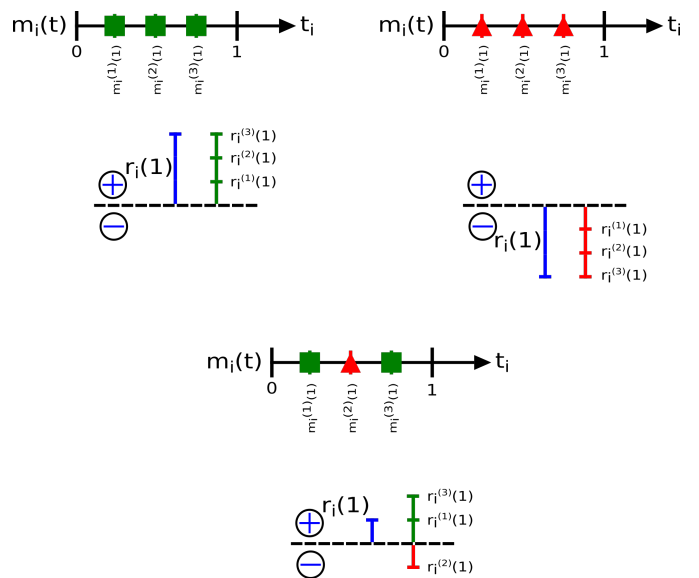 mᵢ(t) tᵢ
0 1
mᵢ⁽¹⁾(1) mᵢ⁽²⁾(1) mᵢ⁽³⁾(1)
rᵢ(1)
rᵢ⁽³⁾(1)
rᵢ⁽²⁾(1)
rᵢ⁽¹⁾(1)
+
−
mᵢ(t) tᵢ
0 1
mᵢ⁽¹⁾(1) mᵢ⁽²⁾(1) mᵢ⁽³⁾(1)
+
−
rᵢ(1)
rᵢ⁽¹⁾(1)
rᵢ⁽²⁾(1)
rᵢ⁽³⁾(1)
mᵢ(t) tᵢ
0 1
mᵢ⁽¹⁾(1) mᵢ⁽²⁾(1) mᵢ⁽³⁾(1)
rᵢ(1)
rᵢ⁽³⁾(1)
rᵢ⁽¹⁾(1)
+
−
rᵢ⁽²⁾(1)